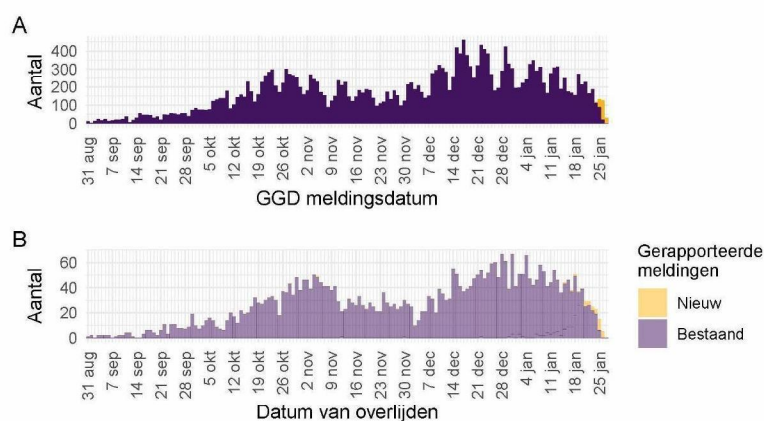 A
Aantal
400
300
200
100
0
31 aug
7 sep
14 sep
21 sep
28 sep
5 okt
12 okt
19 okt
26 okt
2 nov
9 nov
16 nov
23 nov
30 nov
7 dec
14 dec
21 dec
28 dec
4 jan
11 jan
18 jan
25 jan
GGD meldingsdatum
B
Aantal
60
40
20
0
31 aug
7 sep
14 sep
21 sep
28 sep
5 okt
12 okt
19 okt
26 okt
2 nov
9 nov
16 nov
23 nov
30 nov
7 dec
14 dec
21 dec
28 dec
4 jan
11 jan
18 jan
25 jan
Datum van overlijden
Gerapporteerde
meldingen
Nieuw
Bestaand